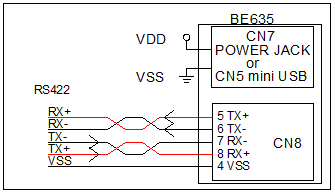 BE635
VDD
CN7
POWER JACK
or
CN5 mini USB
VSS
RS422
RX+
RX-
TX-
TX+
VSS
5 TX+
6 TX-
7 RX-
8 RX+
4 VSS
CN8